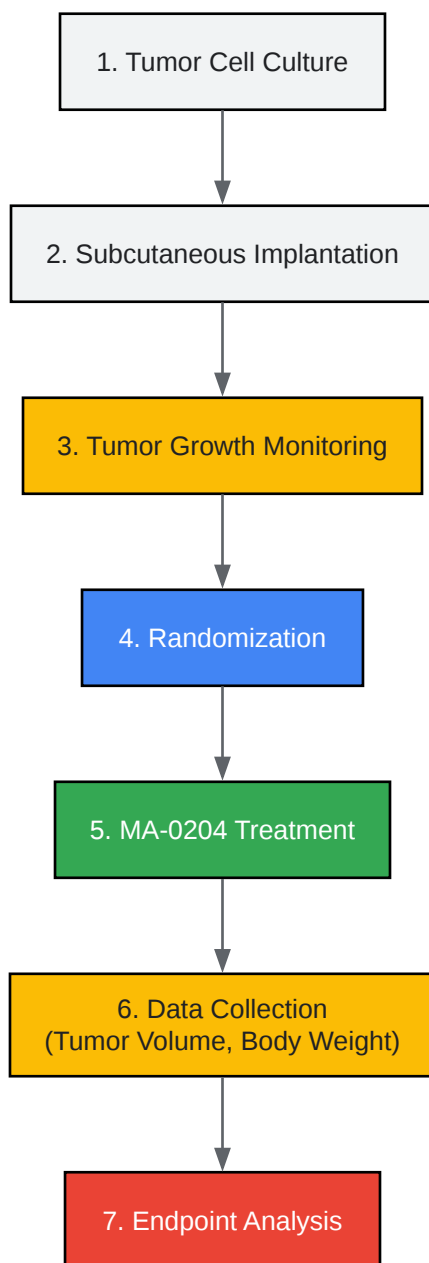 1. Tumor Cell Culture
2. Subcutaneous Implantation
3. Tumor Growth Monitoring
4. Randomization
5. MA-0204 Treatment
6. Data Collection
(Tumor Volume, Body Weight)
7. Endpoint Analysis